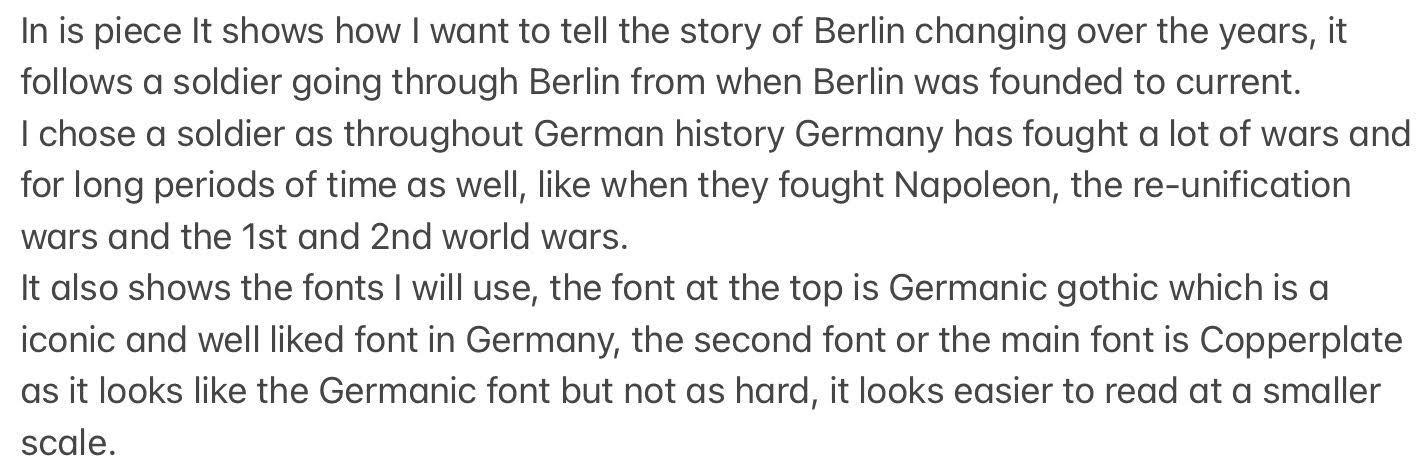 In is piece It shows how I want to tell the story of Berlin changing over the years, it
follows a soldier going through Berlin from when Berlin was founded to current.
I chose a soldier as throughout German history Germany has fought a lot of wars and
for long periods of time as well, like when they fought Napoleon, the re-unification
wars and the 1st and 2nd world wars.
It also shows the fonts I will use, the font at the top is Germanic gothic which is a
iconic and well liked font in Germany, the second font or the main font is Copperplate
as it looks like the Germanic font but not as hard, it looks easier to read at a smaller
scale.